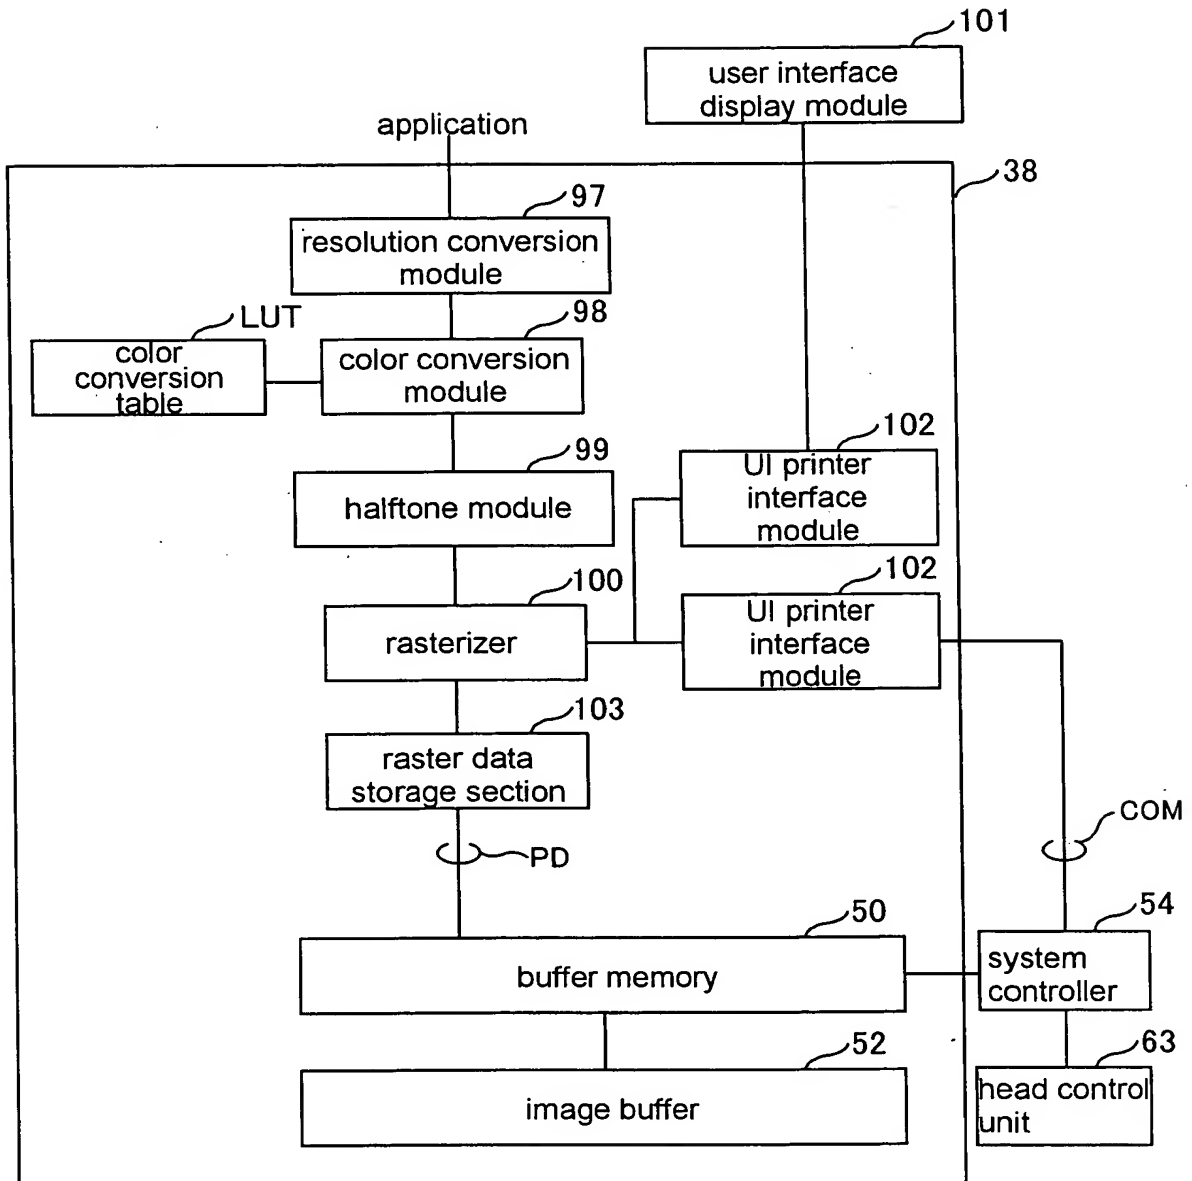 101
user interface
display module
application
38
97
resolution conversion
module
LUT
98
color
conversion
table
color conversion
module
99
halftone module
102
UI printer
interface
module
100
rasterizer
102
UI printer
interface
module
103
raster data
storage section
PD
COM
50
buffer memory
54
system
controller
52
image buffer
63
head control
unit